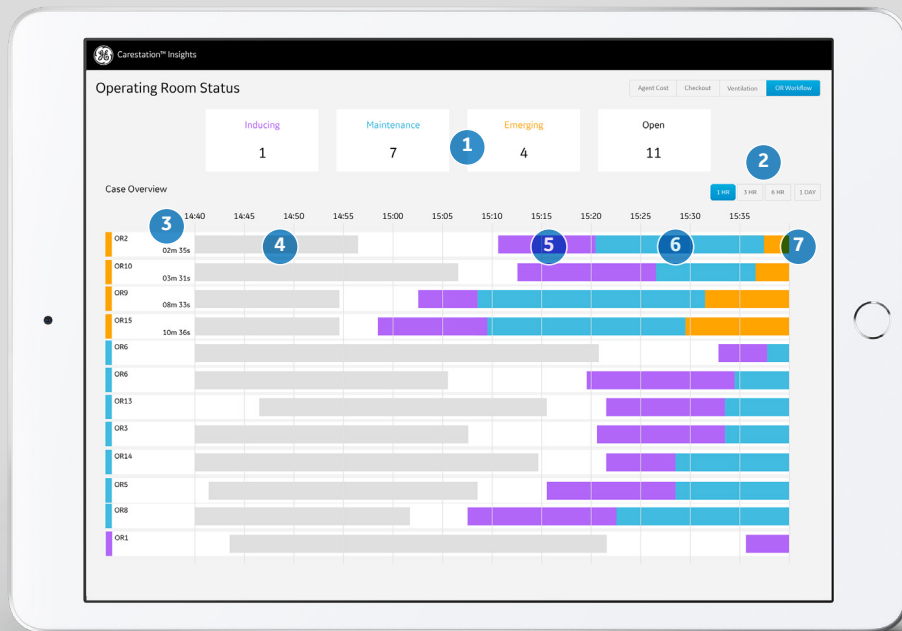 Carestation™ Insights
Operating Room Status
Agent Cost Checkout Ventilation OR Workflow
Inducing Maintenance Emerging Open
1 7 4 11
1
2
Case Overview
1 HR 3 HR 6 HR 1 DAY
14:40 14:45 14:50 14:55 15:00 15:05 15:10 15:15 15:20 15:25 15:30 15:35
3
OR2
02m 35s
4 5 6 7
OR10
03m 31s
OR9
08m 33s
OR15
10m 36s
OR6
OR6
OR13
OR3
OR14
OR5
OR8
OR1